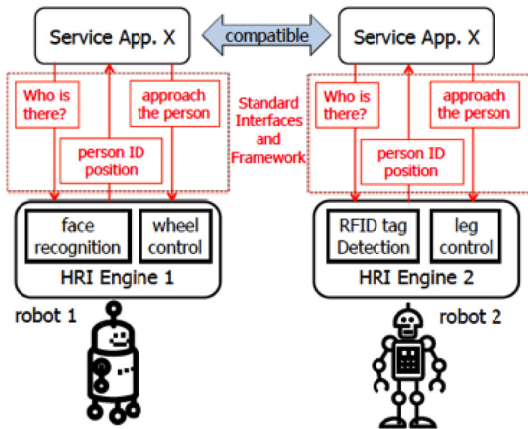 Service App. X
compatible
Service App. X
Who is
there?
approach
the person
person ID
position
Standard
Interfaces
and
Framework
Who is
there?
approach
the person
person ID
position
face
recognition
wheel
control
HRI Engine 1
RFID tag
Detection
leg
control
HRI Engine 2
robot 1
robot 2